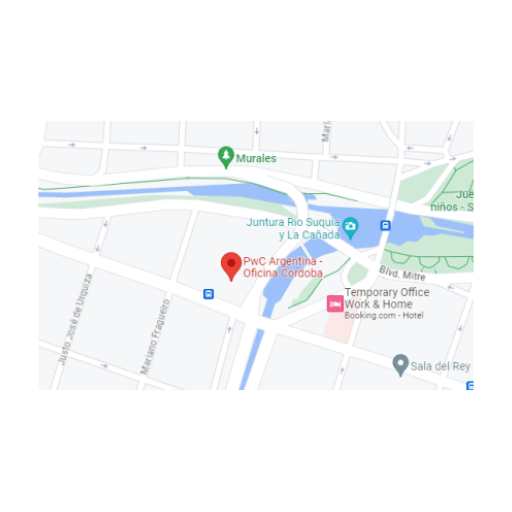 Mari
Murales
Jue
niños - S
Juntura Rio Suquia
y La Cañada
PwC Argentina -
Oficina Córdoba
Blvd. Mitre
Temporary Office
Work & Home
Booking.com - Hotel
Justo José de Urquiza
Mariano Fragueiro
Sala del Rey